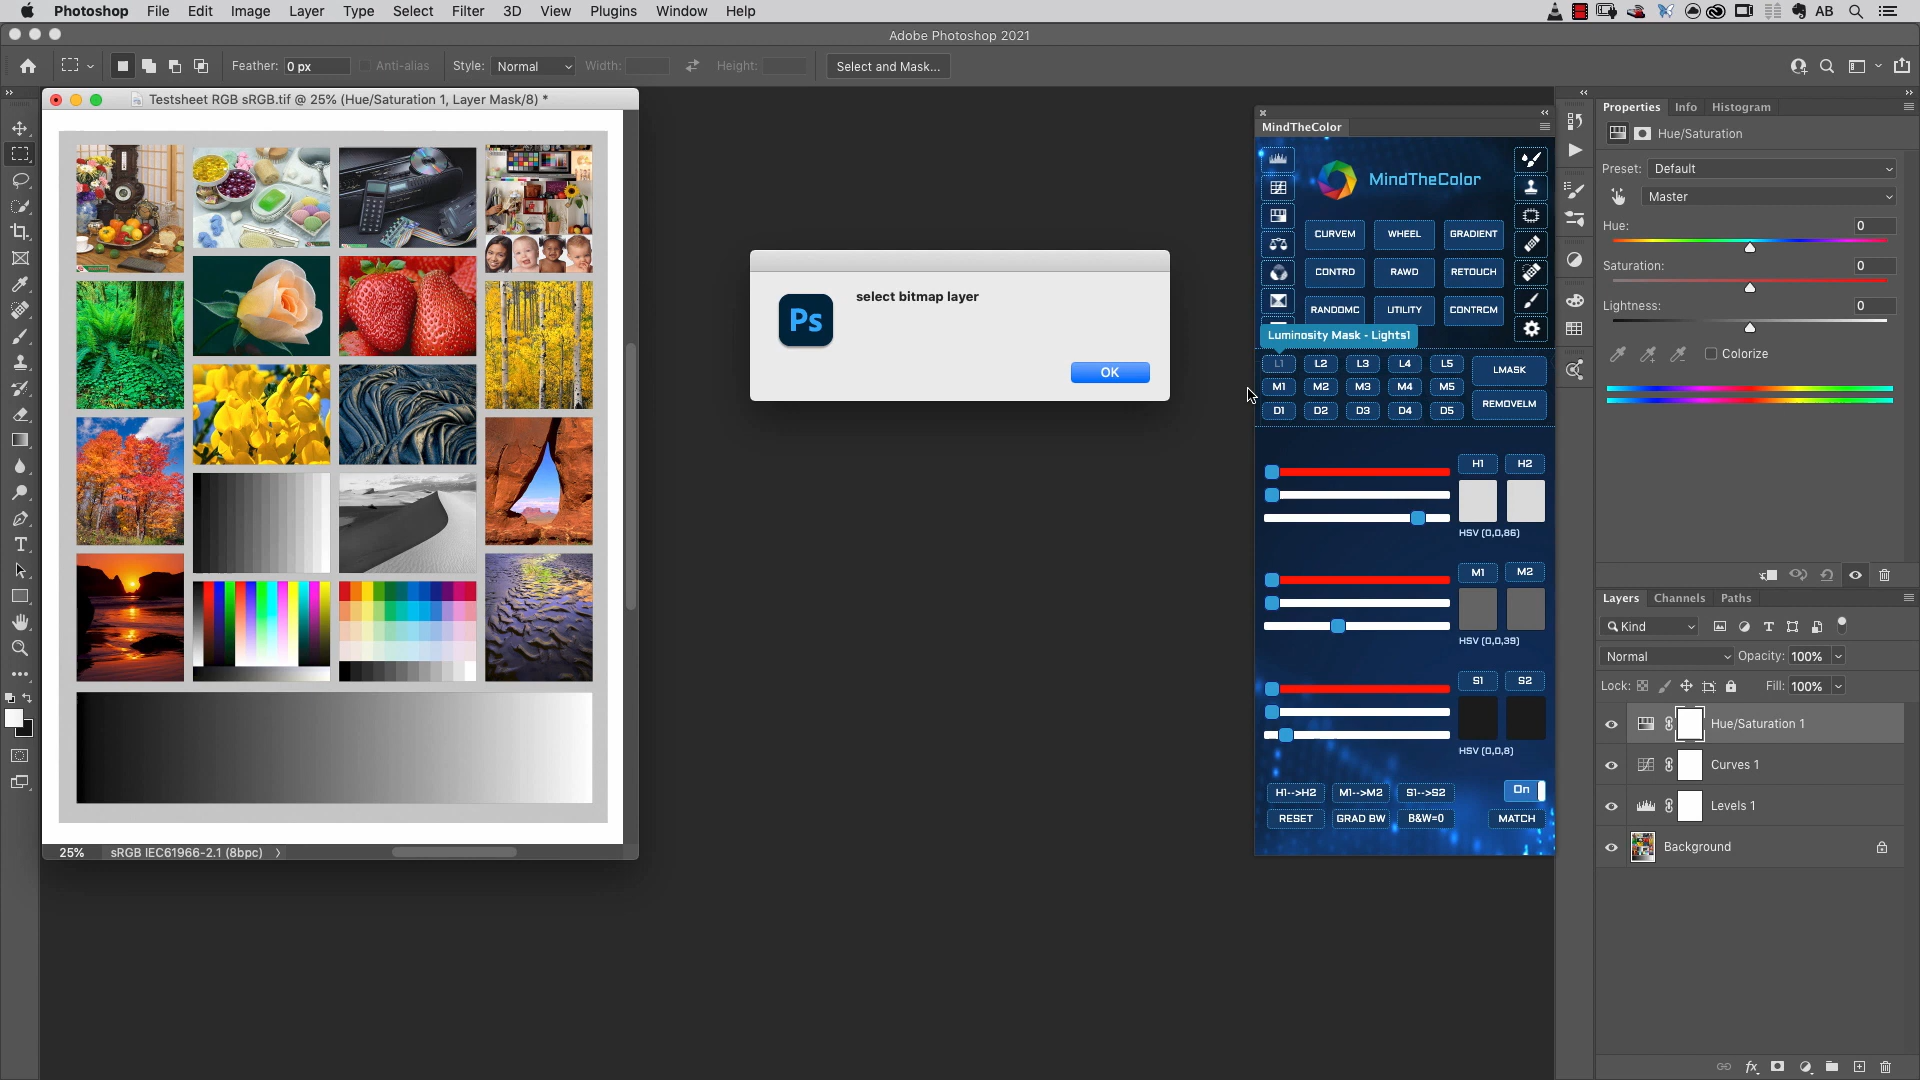 Photoshop File Edit Image Layer Type Select Filter 3D View Plugins Window Help AB
Adobe Photoshop 2021
Feather: 0 px Anti-alias Style: Normal Width: Height: Select and Mask...
Testsheet RGB sRGB.tif @ 25% (Hue/Saturation 1, Layer Mask/8) *
25% sRGB IEC61966-2.1 (8bpc)
Ps
select bitmap layer
OK
MindTheColor
MindTheColor
CURVEM WHEEL GRADIENT
CONTRD RAWD RETOUCH
RANDOMC UTILITY CONTRCM
Luminosity Mask - Lights1
L1 L2 L3 L4 L5 LMASK
M1 M2 M3 M4 M5
D1 D2 D3 D4 D5 REMOVELM
H1 H2
HSV (0,0,86)
M1 M2
HSV (0,0,39)
S1 S2
HSV (0,0,8)
H1-->H2 M1-->M2 S1-->S2 On
RESET GRAD BW B&W=0 MATCH
Properties Info Histogram
Hue/Saturation
Preset: Default
Master
Hue: 0
Saturation: 0
Lightness: 0
Colorize
Layers Channels Paths
Kind
Normal Opacity: 100%
Lock: Fill: 100%
Hue/Saturation 1
Curves 1
Levels 1
Background